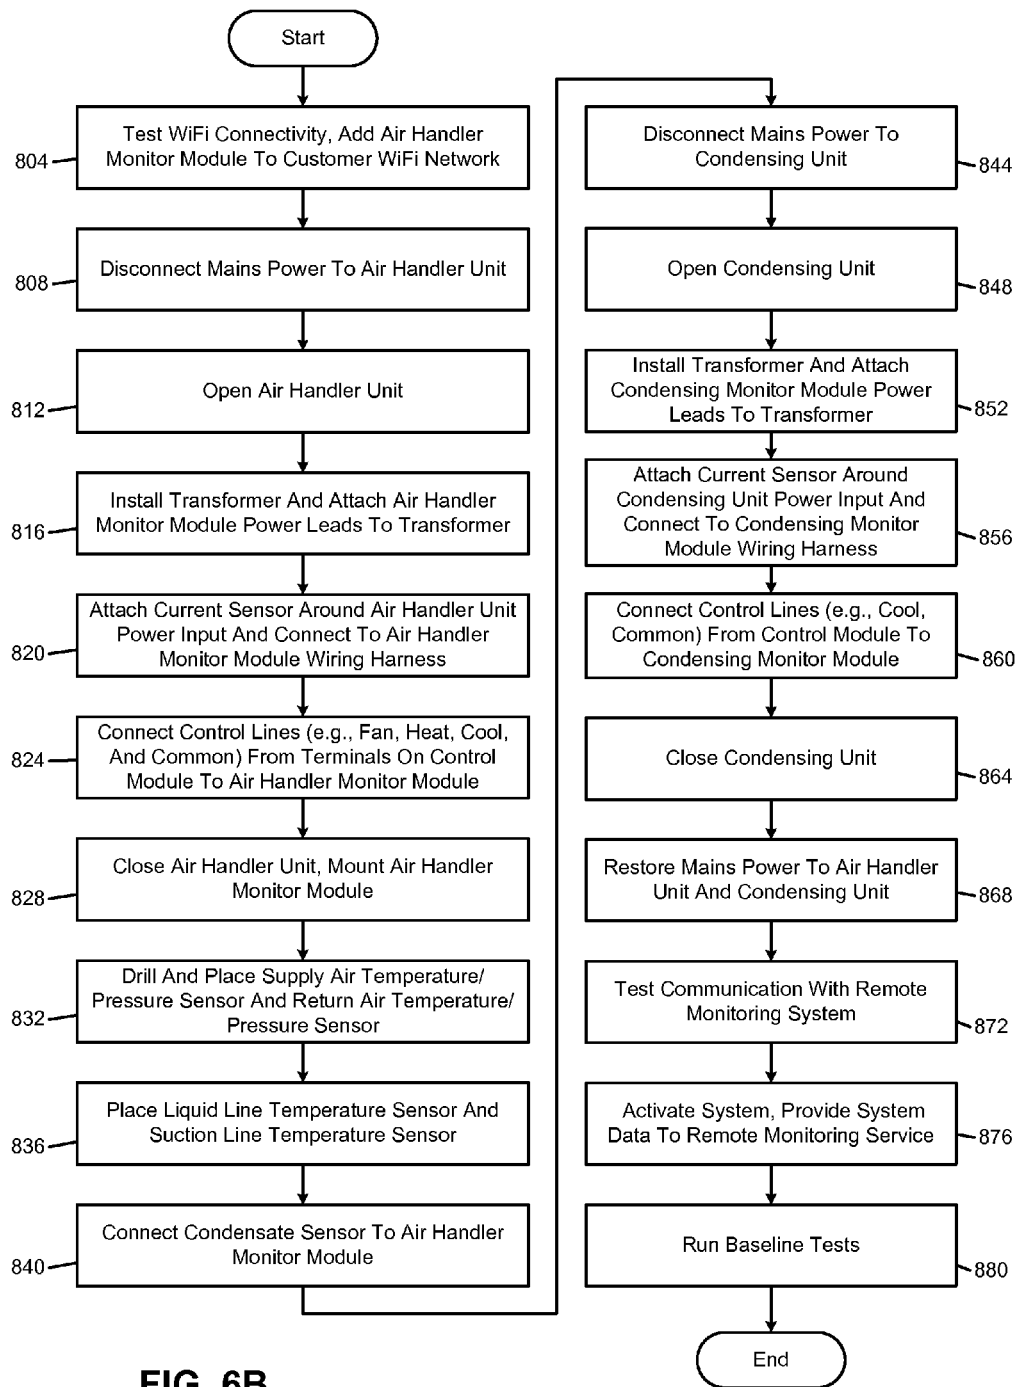 Start
804
Test WiFi Connectivity, Add Air Handler
Monitor Module To Customer WiFi Network
808
Disconnect Mains Power To Air Handler Unit
812
Open Air Handler Unit
816
Install Transformer And Attach Air Handler
Monitor Module Power Leads To Transformer
820
Attach Current Sensor Around Air Handler Unit
Power Input And Connect To Air Handler
Monitor Module Wiring Harness
824
Connect Control Lines (e.g., Fan, Heat, Cool,
And Common) From Terminals On Control
Module To Air Handler Monitor Module
828
Close Air Handler Unit, Mount Air Handler
Monitor Module
832
Drill And Place Supply Air Temperature/
Pressure Sensor And Return Air Temperature/
Pressure Sensor
836
Place Liquid Line Temperature Sensor And
Suction Line Temperature Sensor
840
Connect Condensate Sensor To Air Handler
Monitor Module
Disconnect Mains Power To
Condensing Unit
844
Open Condensing Unit
848
Install Transformer And Attach
Condensing Monitor Module Power
Leads To Transformer
852
Attach Current Sensor Around
Condensing Unit Power Input And
Connect To Condensing Monitor
Module Wiring Harness
856
Connect Control Lines (e.g., Cool,
Common) From Control Module To
Condensing Monitor Module
860
Close Condensing Unit
864
Restore Mains Power To Air Handler
Unit And Condensing Unit
868
Test Communication With Remote
Monitoring System
872
Activate System, Provide System
Data To Remote Monitoring Service
876
Run Baseline Tests
880
End
FIG. 6B